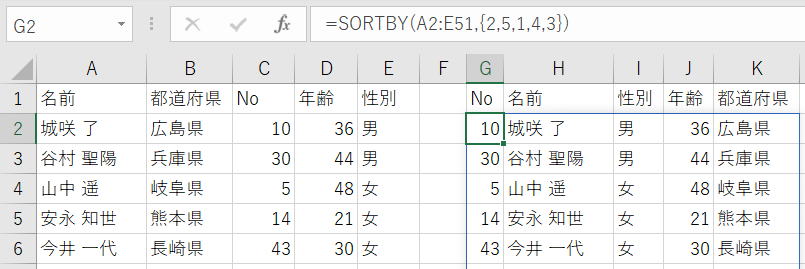 G2 fx =SORTBY(A2:E51,{2,5,1,4,3})
A B C D E F G H I J K
1 名前 都道府県 No 年齢 性別 No 名前 性別 年齢 都道府県
2 城咲 了 広島県 10 36 男 10 城咲 了 男 36 広島県
3 谷村 聖陽 兵庫県 30 44 男 30 谷村 聖陽 男 44 兵庫県
4 山中 遥 岐阜県 5 48 女 5 山中 遥 女 48 岐阜県
5 安永 知世 熊本県 14 21 女 14 安永 知世 女 21 熊本県
6 今井 一代 長崎県 43 30 女 43 今井 一代 女 30 長崎県